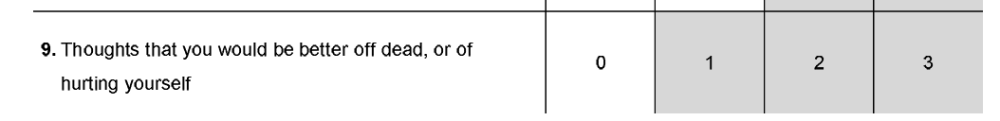 9. Thoughts that you would be better off dead, or of 0 1 2 3
hurting yourself